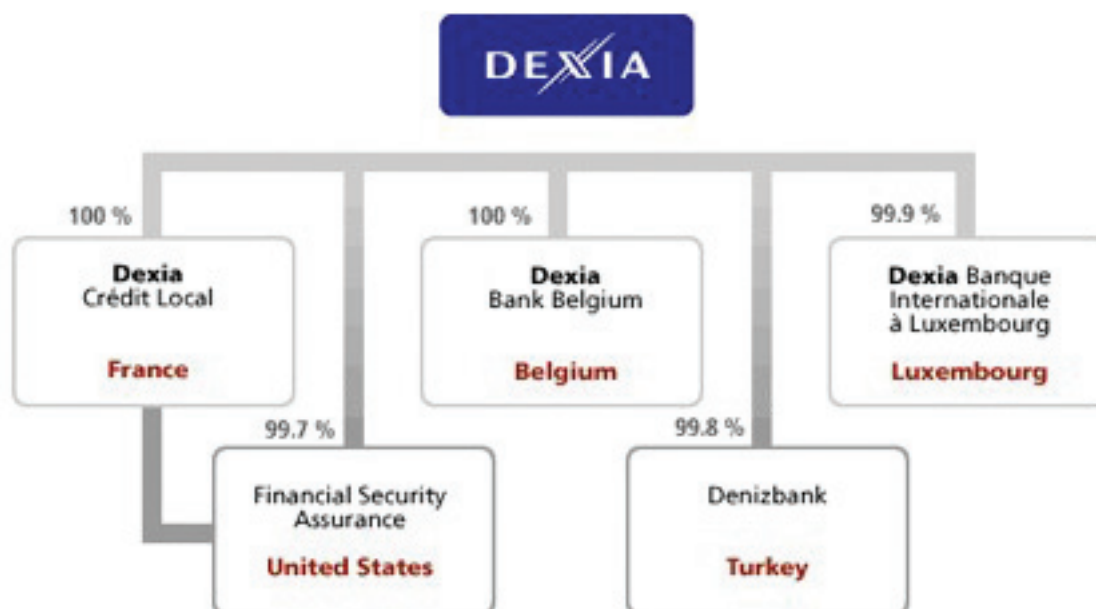 DEXIA
100 %
100 %
99.9 %
Dexia
Crédit Local
France
Dexia
Bank Belgium
Belgium
Dexia Banque
Internationale
à Luxembourg
Luxembourg
99.7 %
99.8 %
Financial Security
Assurance
United States
Denizbank
Turkey